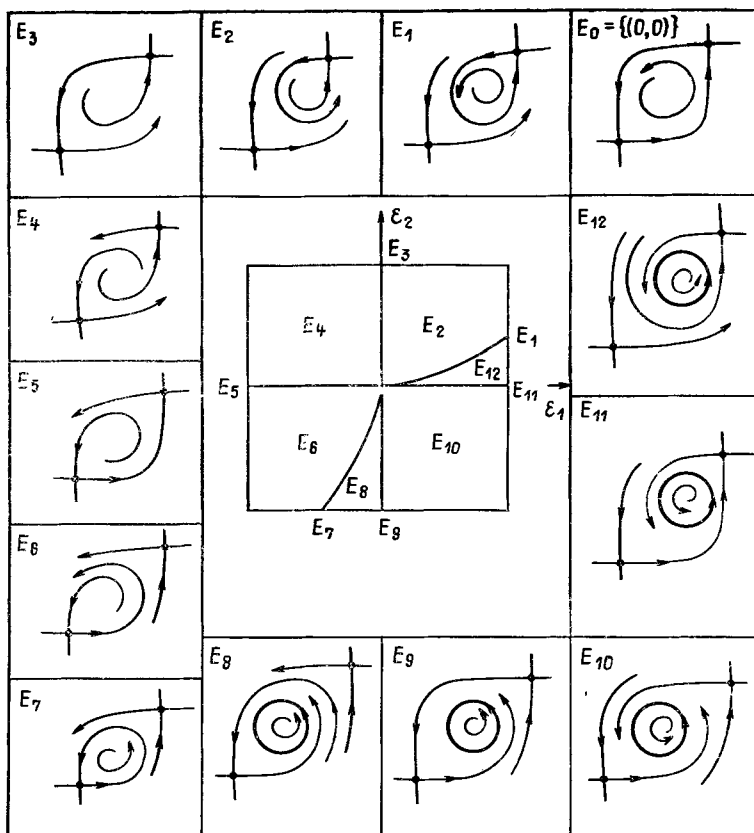 E₃
E₂
E₁
E₀ = {(0,0)}
E₄
ε₂
E₃
E₁₂
E₄
E₂
E₁
E₁₂
E₅
E₅
E₁₁
ε₁
E₁₁
E₆
E₁₀
E₈
E₆
E₇
E₉
E₈
E₉
E₁₀
E₇